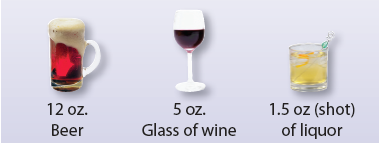 12 oz.
Beer
5 oz.
Glass of wine
1.5 oz (shot)
of liquor